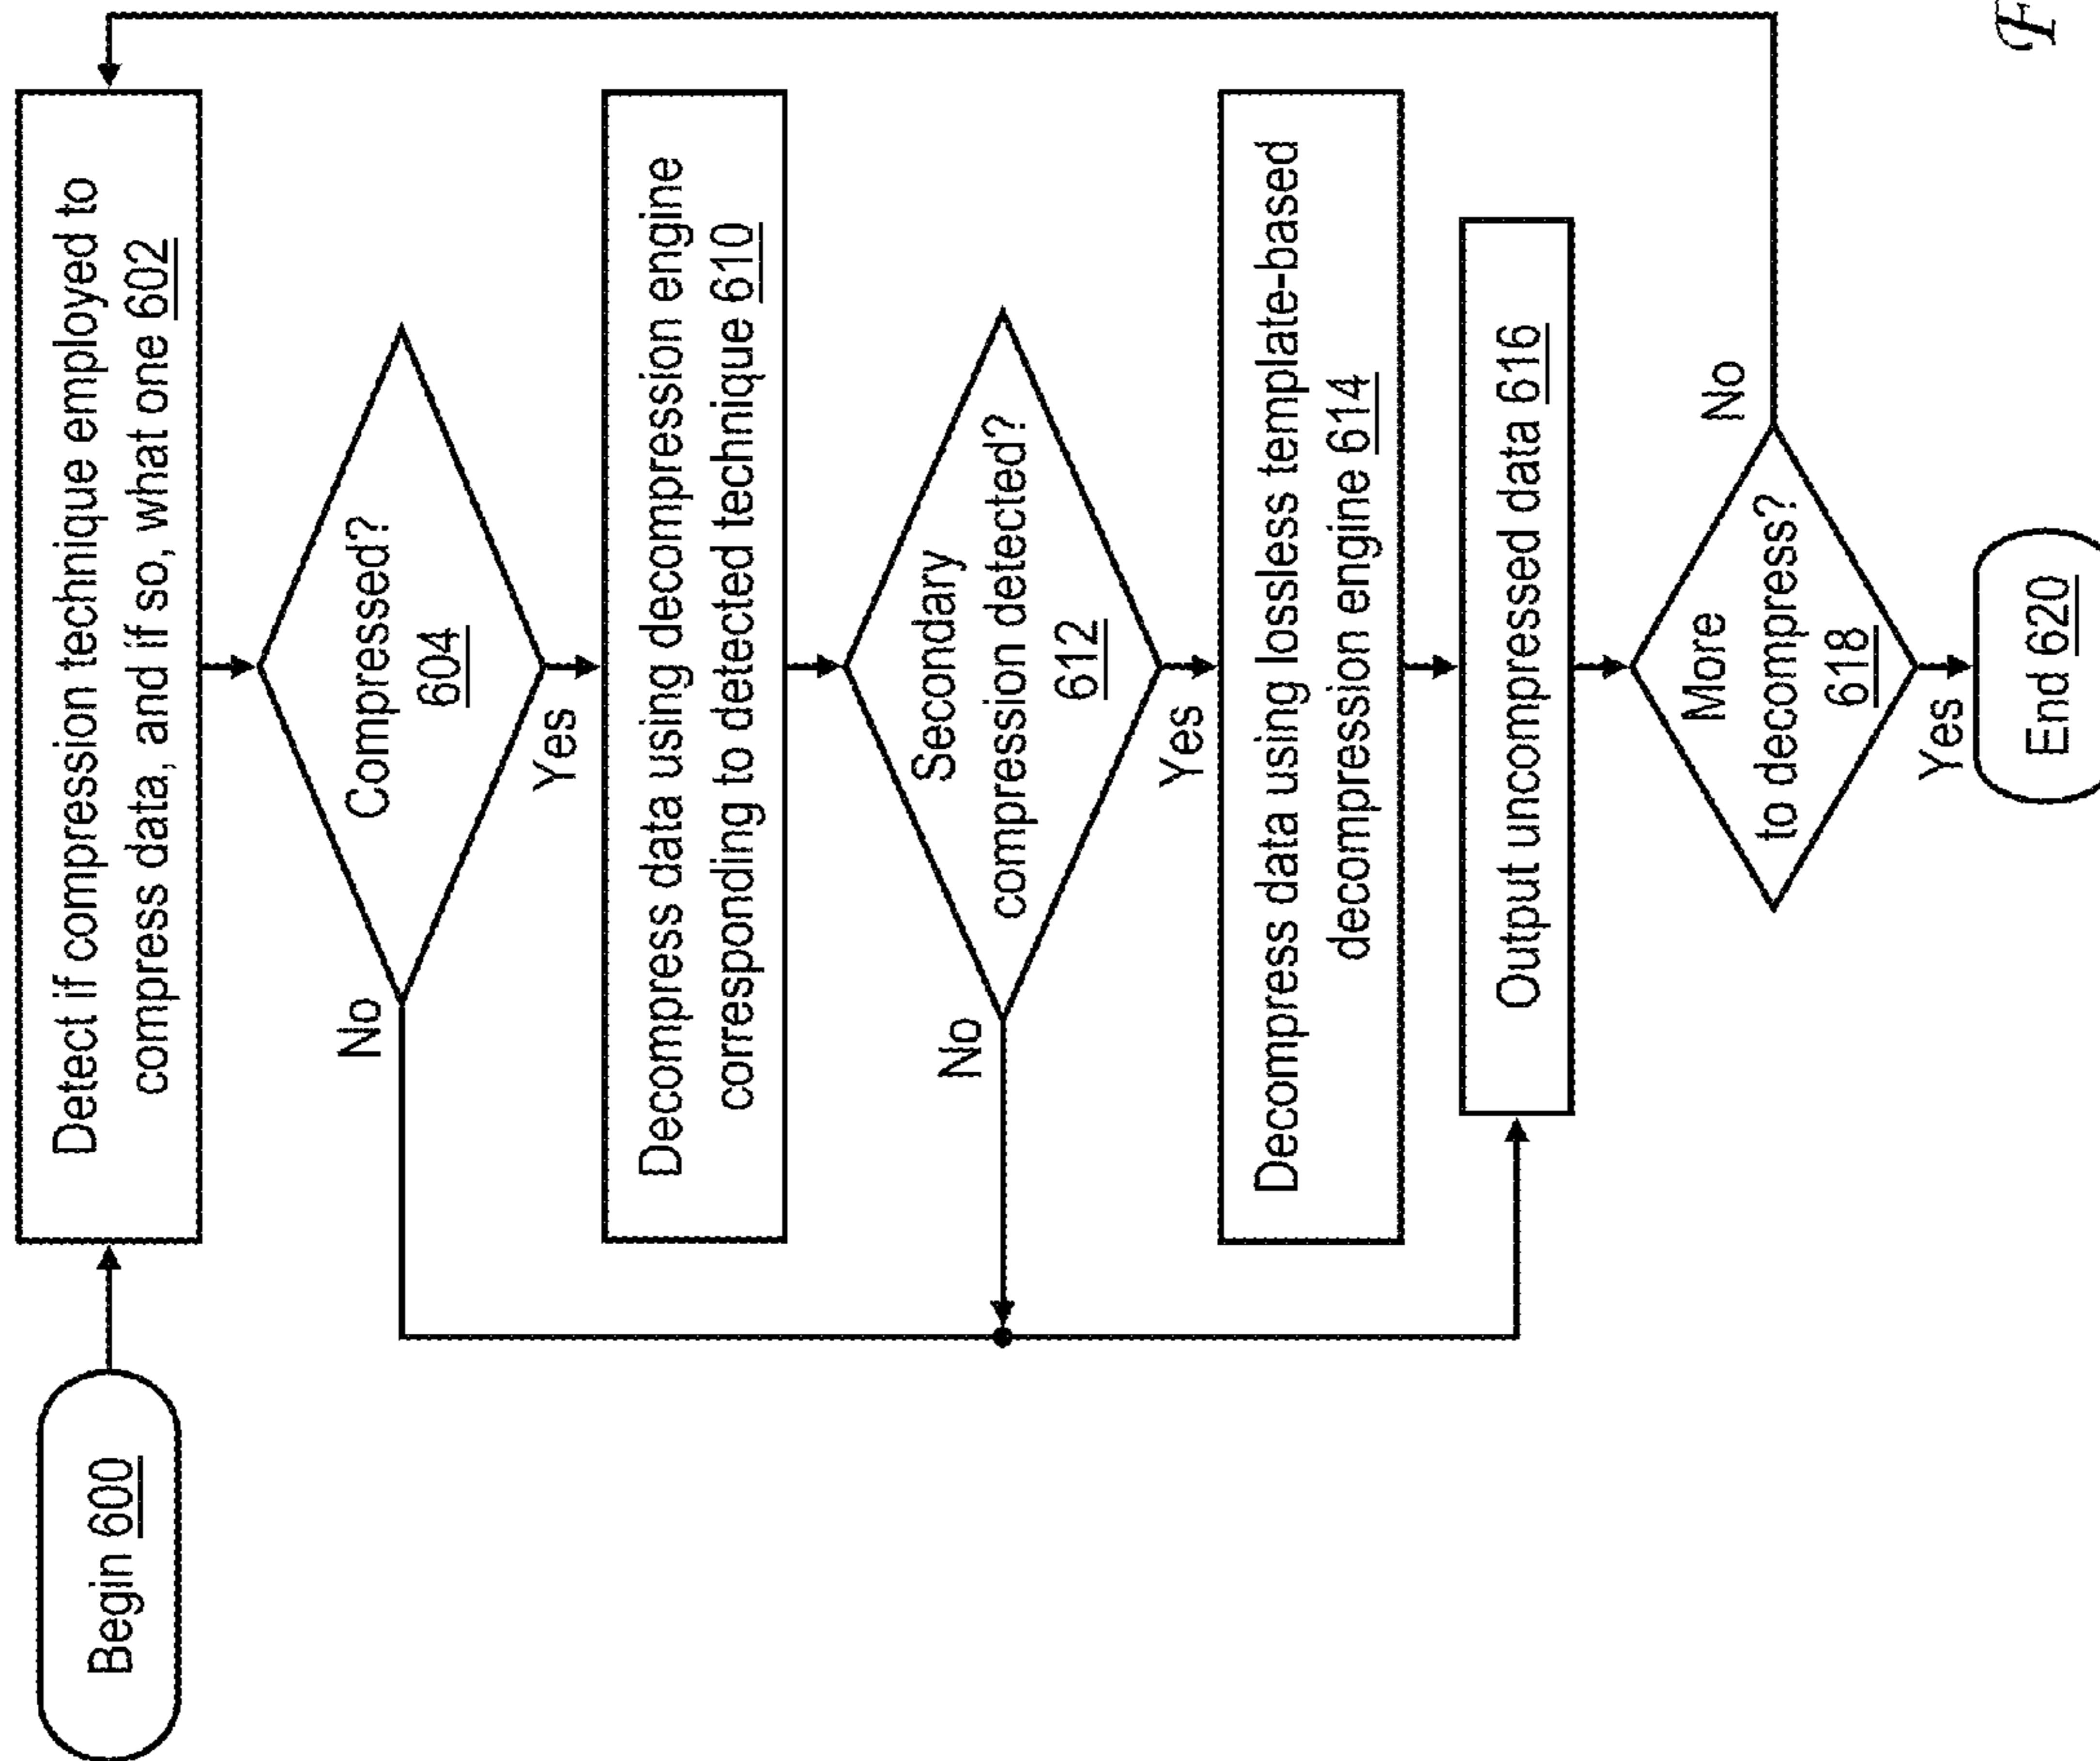 Begin 600
Detect if compression technique employed to
compress data, and if so, what one 602
Compressed?
604
No
Yes
Decompress data using decompression engine
corresponding to detected technique 610
Secondary
compression detected?
612
No
Yes
Decompress data using lossless template-based
decompression engine 614
Output uncompressed data 616
More
to decompress?
618
No
Yes
End 620